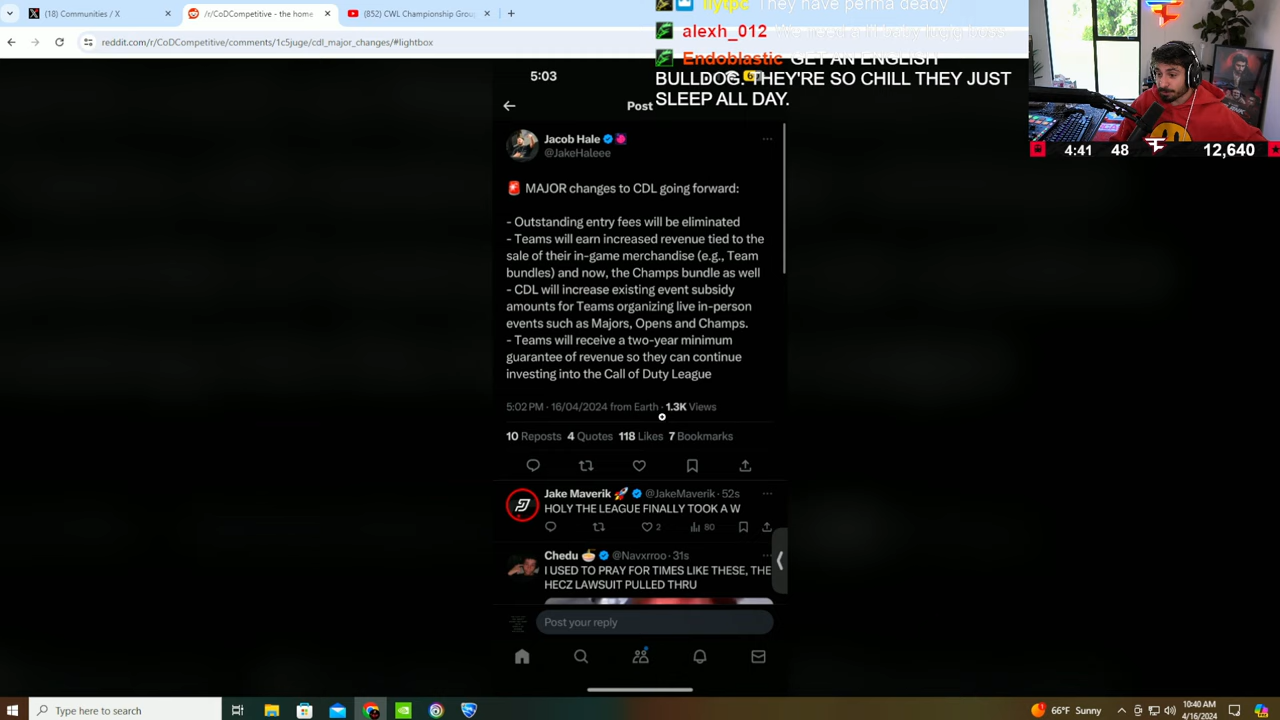 (18) Communities / X
/r/CoDCompetitive - the home
(852) CWL Championship Grou
reddit.com/r/CoDCompetitive/comments/1c5juge/cdl_major_changes/#lightbox
They have perma deady
alexh_012
Endoblastic GET AN ENGLISH
BULLDOG. THEY'RE SO CHILL THEY JUST
SLEEP ALL DAY.
4:41 48 12,640
5:03
Post
Jacob Hale
@JakeHaleee
🚨 MAJOR changes to CDL going forward:
- Outstanding entry fees will be eliminated
- Teams will earn increased revenue tied to the
sale of their in-game merchandise (e.g., Team
bundles) and now, the Champs bundle as well
- CDL will increase existing event subsidy
amounts for Teams organizing live in-person
events such as Majors, Opens and Champs.
- Teams will receive a two-year minimum
guarantee of revenue so they can continue
investing into the Call of Duty League
5:02 PM · 16/04/2024 from Earth · 1.3K Views
10 Reposts 4 Quotes 118 Likes 7 Bookmarks
Jake Maverik 🚀 @JakeMaverik · 52s
HOLY THE LEAGUE FINALLY TOOK A W
2 80
Chedu 🍜 @Navxrroo · 31s
I USED TO PRAY FOR TIMES LIKE THESE, THE
HECZ LAWSUIT PULLED THRU
Post your reply
Type here to search
66°F Sunny
10:40 AM
4/16/2024